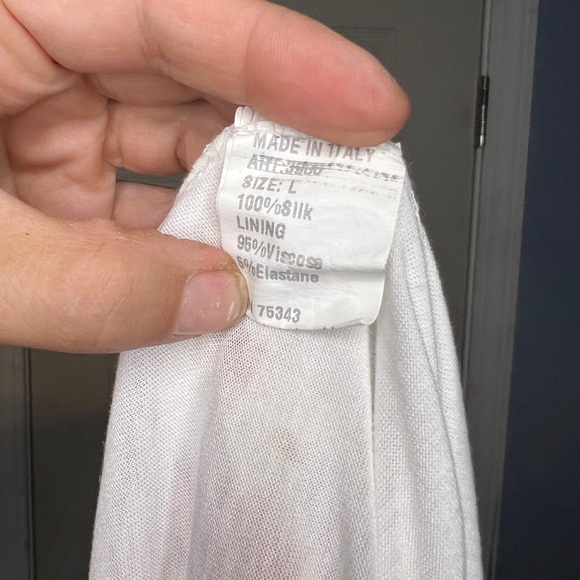 MADE IN ITALY
SIZE: L
100%Silk
LINING
95%Viscose
5%Elastane
75343